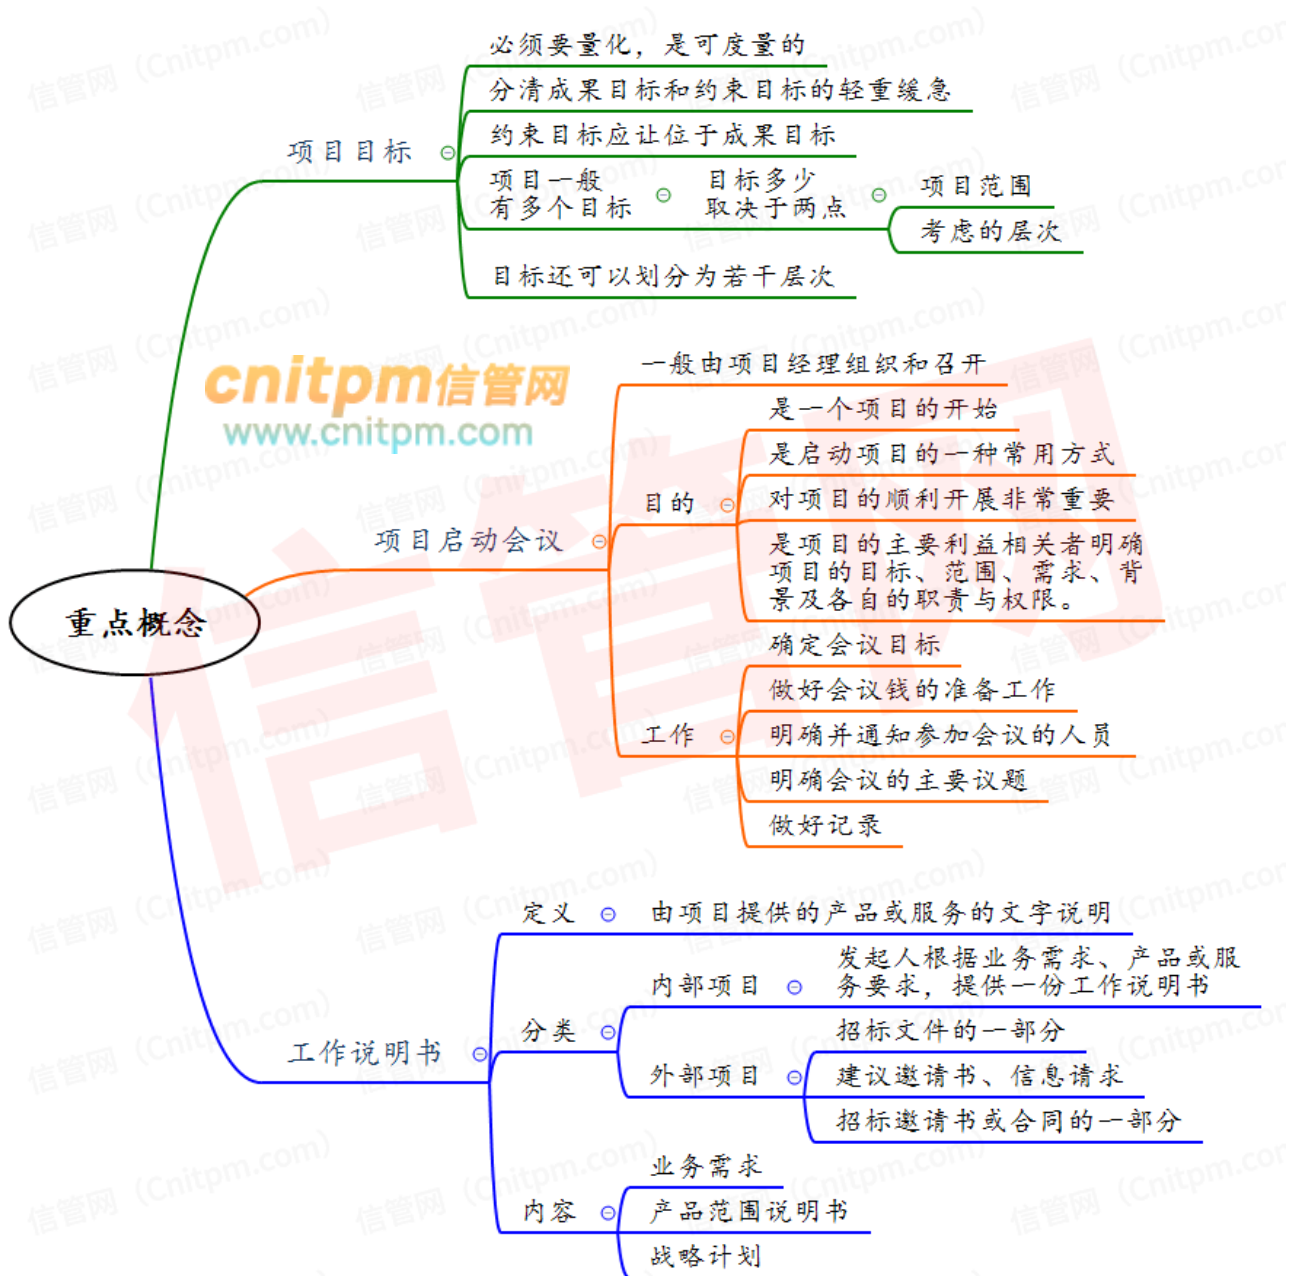 必须要量化，是可度量的
分清成果目标和约束目标的轻重缓急
约束目标应让位于成果目标
项目目标
项目一般
有多个目标
目标多少
取决于两点
项目范围
考虑的层次
目标还可以划分为若干层次
cnitpm信管网
www.cnitpm.com
一般由项目经理组织和召开
是一个项目的开始
是启动项目的一种常用方式
目的
对项目的顺利开展非常重要
项目启动会议
是项目的主要利益相关者明确
项目的目标、范围、需求、背
景及各自的职责与权限。
重点概念
确定会议目标
做好会议钱的准备工作
工作
明确并通知参加会议的人员
明确会议的主要议题
做好记录
定义
由项目提供的产品或服务的文字说明
内部项目
发起人根据业务需求、产品或服
务要求，提供一份工作说明书
分类
招标文件的一部分
工作说明书
外部项目
建议邀请书、信息请求
招标邀请书或合同的一部分
业务需求
内容
产品范围说明书
战略计划
信管网
信管网（Cnitpm.com）